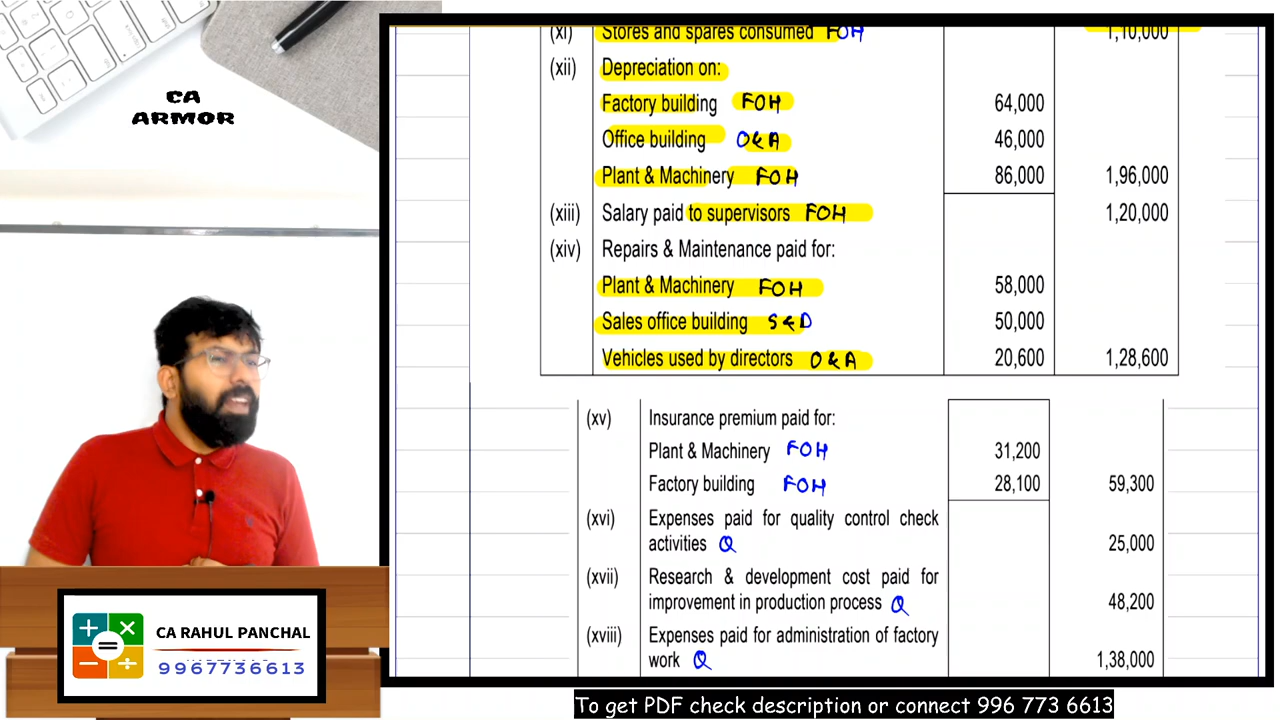 CA
ARMOR
(xi) Stores and spares consumed FOH 1,10,000
(xii) Depreciation on:
Factory building FOH 64,000
Office building O&A 46,000
Plant & Machinery FOH 86,000 1,96,000
(xiii) Salary paid to supervisors FOH 1,20,000
(xiv) Repairs & Maintenance paid for:
Plant & Machinery FOH 58,000
Sales office building S&D 50,000
Vehicles used by directors O&A 20,600 1,28,600
(xv) Insurance premium paid for:
Plant & Machinery FOH 31,200
Factory building FOH 28,100 59,300
(xvi) Expenses paid for quality control check
activities Q 25,000
(xvii) Research & development cost paid for
improvement in production process Q 48,200
(xviii) Expenses paid for administration of factory
work Q 1,38,000
CA RAHUL PANCHAL
9967736613
To get PDF check description or connect 996 773 6613